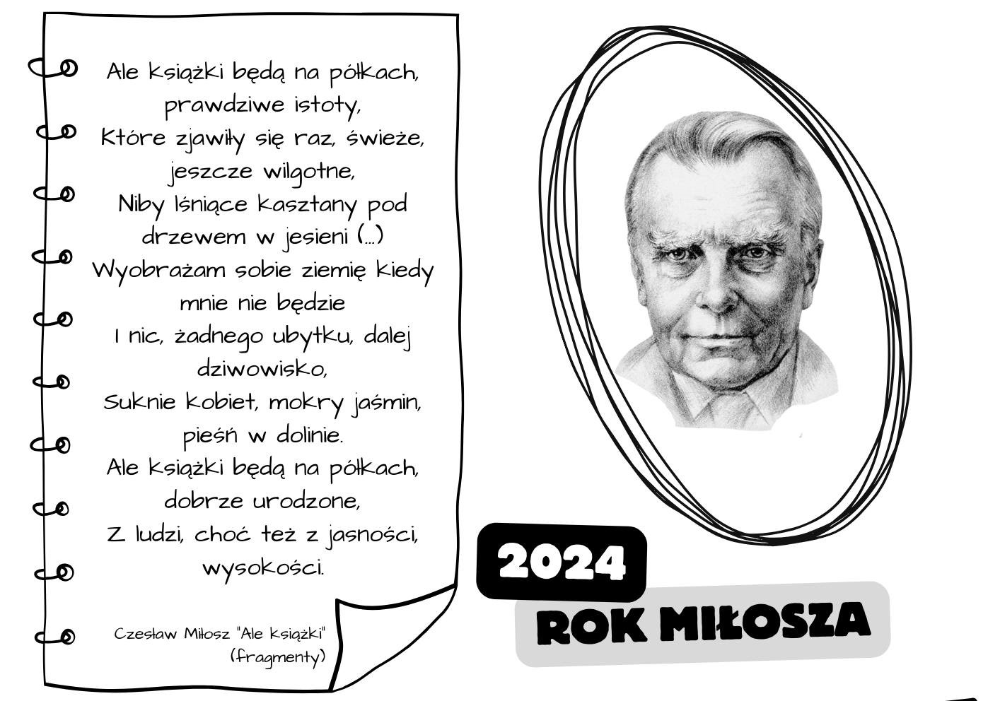 Ale książki będą na półkach,
prawdziwe istoty,
Które zjawiły się raz, świeże,
jeszcze wilgotne,
Niby lśniące kasztany pod
drzewem w jesieni (...)
Wyobrażam sobie ziemię kiedy
mnie nie będzie
I nic, żadnego ubytku, dalej
dziwowisko,
Suknie kobiet, mokry jaśmin,
pieśń w dolinie.
Ale książki będą na półkach,
dobrze urodzone,
Z ludzi, choć też z jasności,
wysokości.
Czesław Miłosz "Ale książki"
(fragmenty)
2024
ROK MIŁOSZA